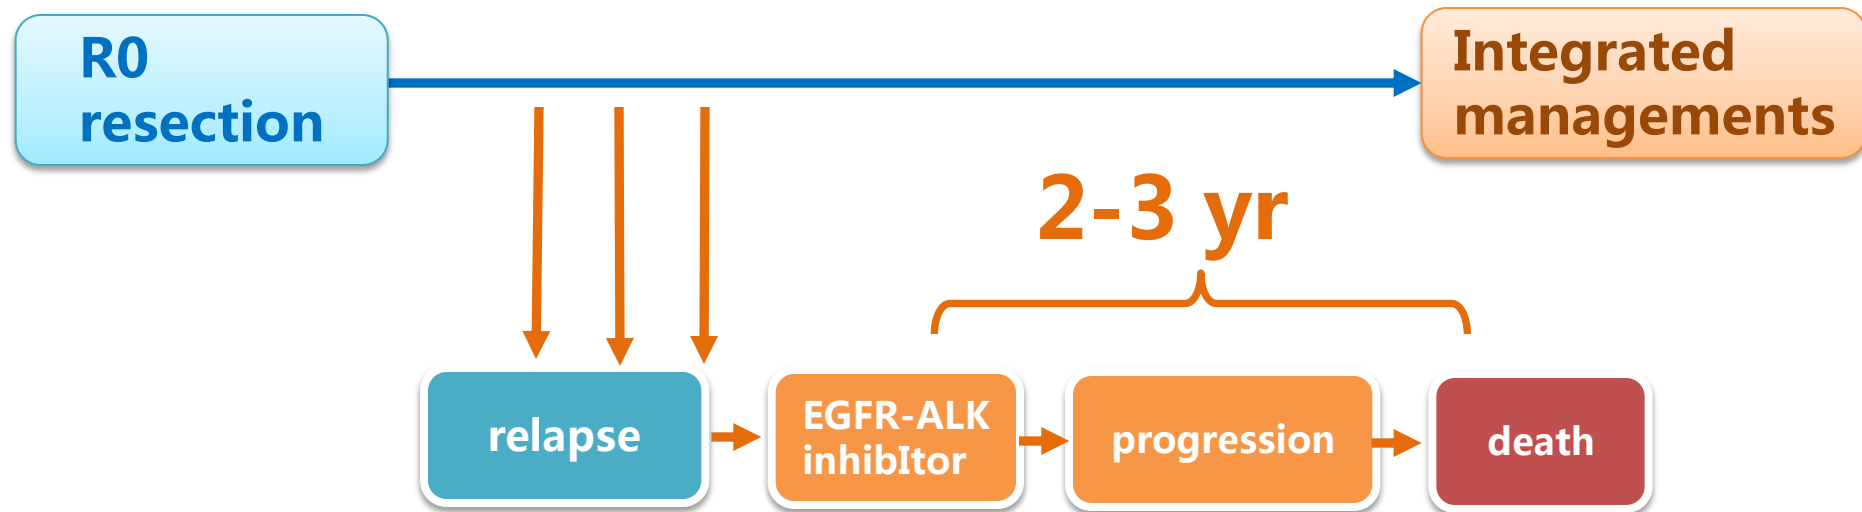 R0
resection
Integrated
managements
2-3 yr
relapse
EGFR-ALK
inhibItor
progression
death